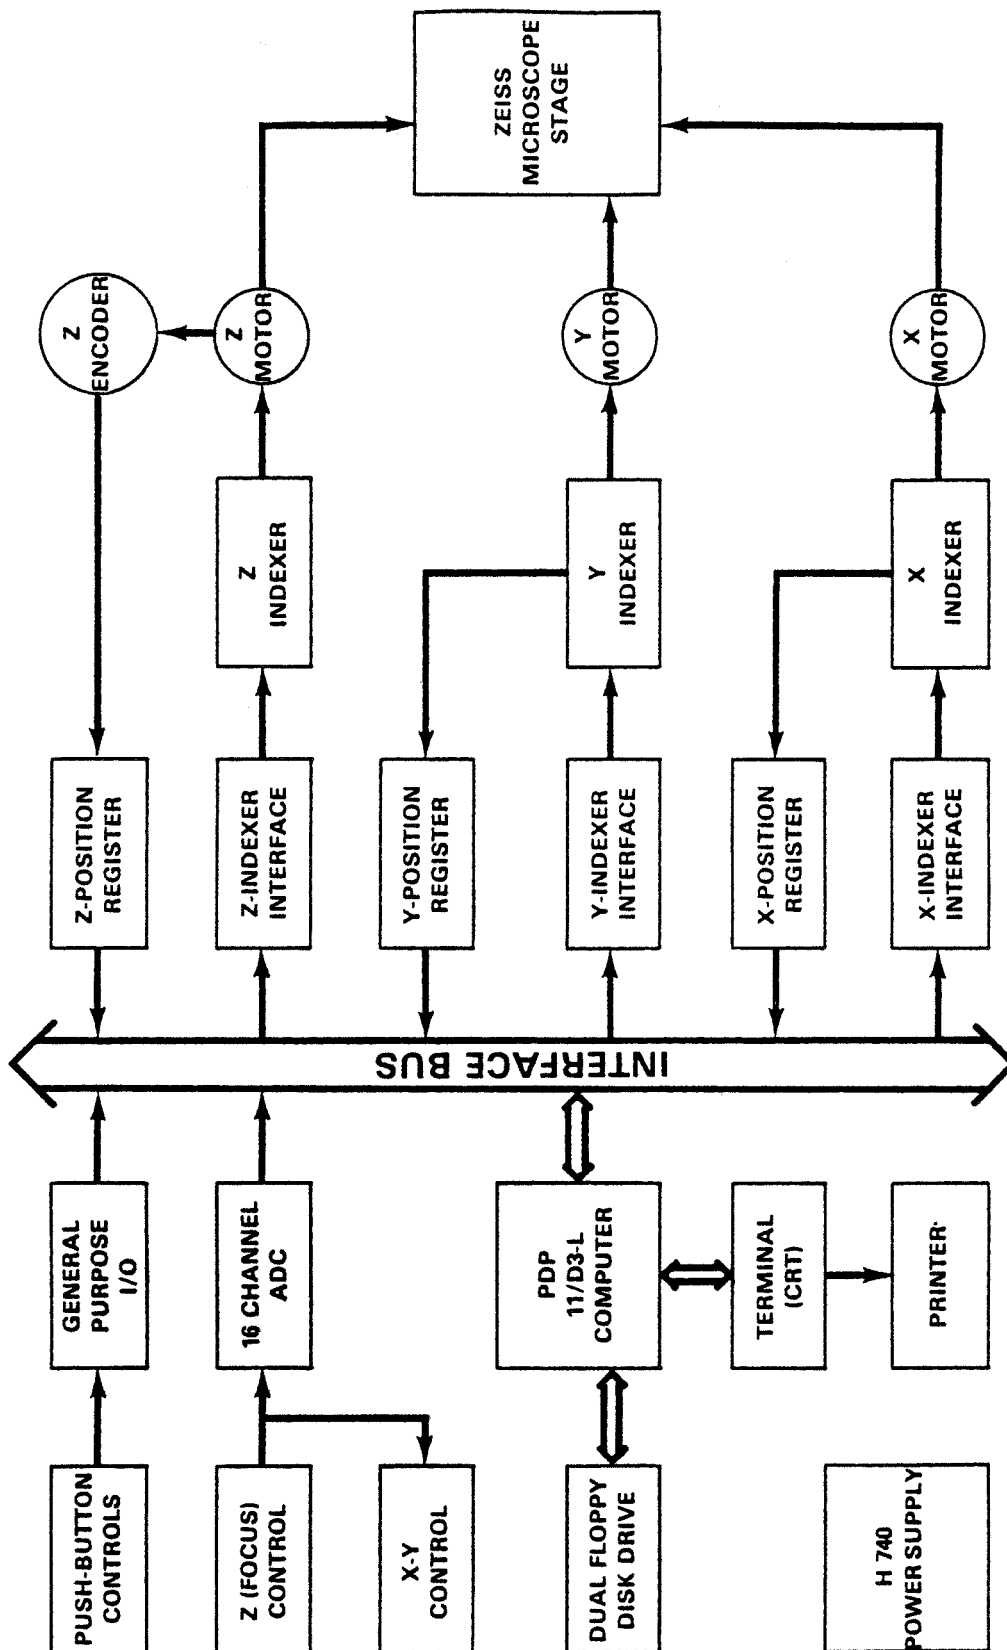 PUSH-BUTTON
CONTROLS
GENERAL
PURPOSE
I/O
Z-POSITION
REGISTER
Z
ENCODER
Z (FOCUS)
CONTROL
16 CHANNEL
ADC
Z-INDEXER
INTERFACE
Z
INDEXER
Z
MOTOR
X-Y
CONTROL
Y-POSITION
REGISTER
ZEISS
MICROSCOPE
STAGE
DUAL FLOPPY
DISK DRIVE
PDP
11/D3-L
COMPUTER
INTERFACE BUS
Y-INDEXER
INTERFACE
Y
INDEXER
Y
MOTOR
TERMINAL
(CRT)
X-POSITION
REGISTER
H 740
POWER SUPPLY
PRINTER
X-INDEXER
INTERFACE
X
INDEXER
X
MOTOR